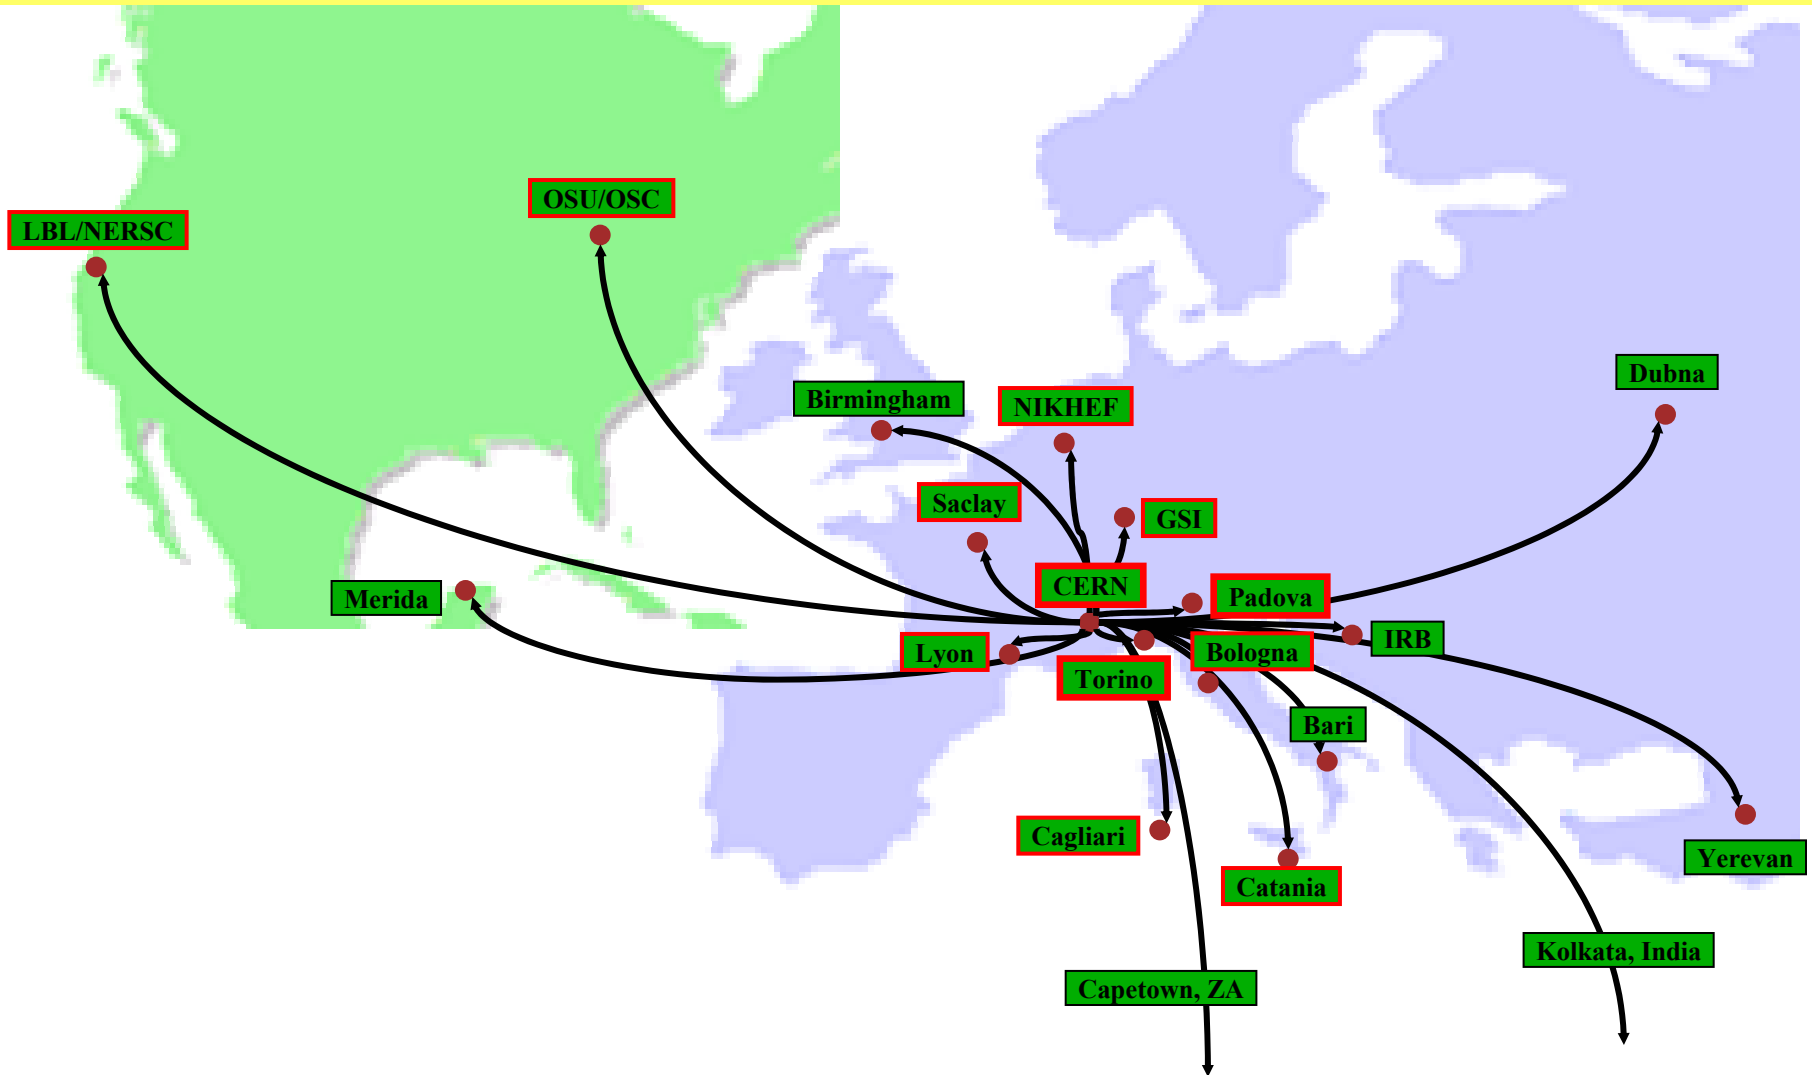 OSU/OSC
LBL/NERSC
Dubna
Birmingham
NIKHEF
Saclay
GSI
CERN
Merida
Padova
Lyon
Bologna
IRB
Torino
Bari
Cagliari
Yerevan
Catania
Kolkata, India
Capetown, ZA